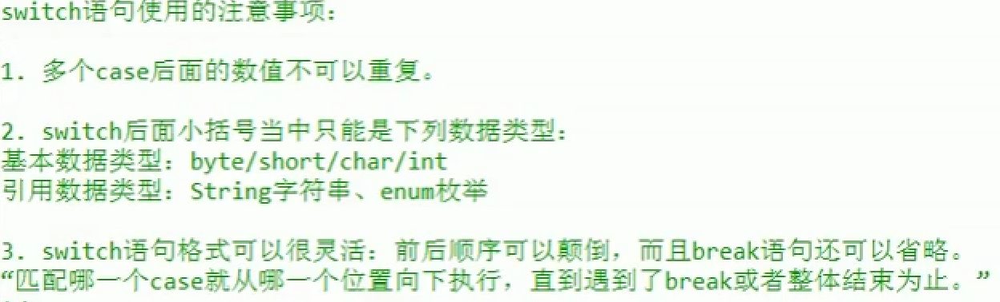 switch语句使用的注意事项：
1. 多个case后面的数值不可以重复。
2. switch后面小括号当中只能是下列数据类型：
基本数据类型：byte/short/char/int
引用数据类型：String字符串、enum枚举
3. switch语句格式可以很灵活：前后顺序可以颠倒，而且break语句还可以省略。
“匹配哪一个case就从哪一个位置向下执行，直到遇到了break或者整体结束为止。”